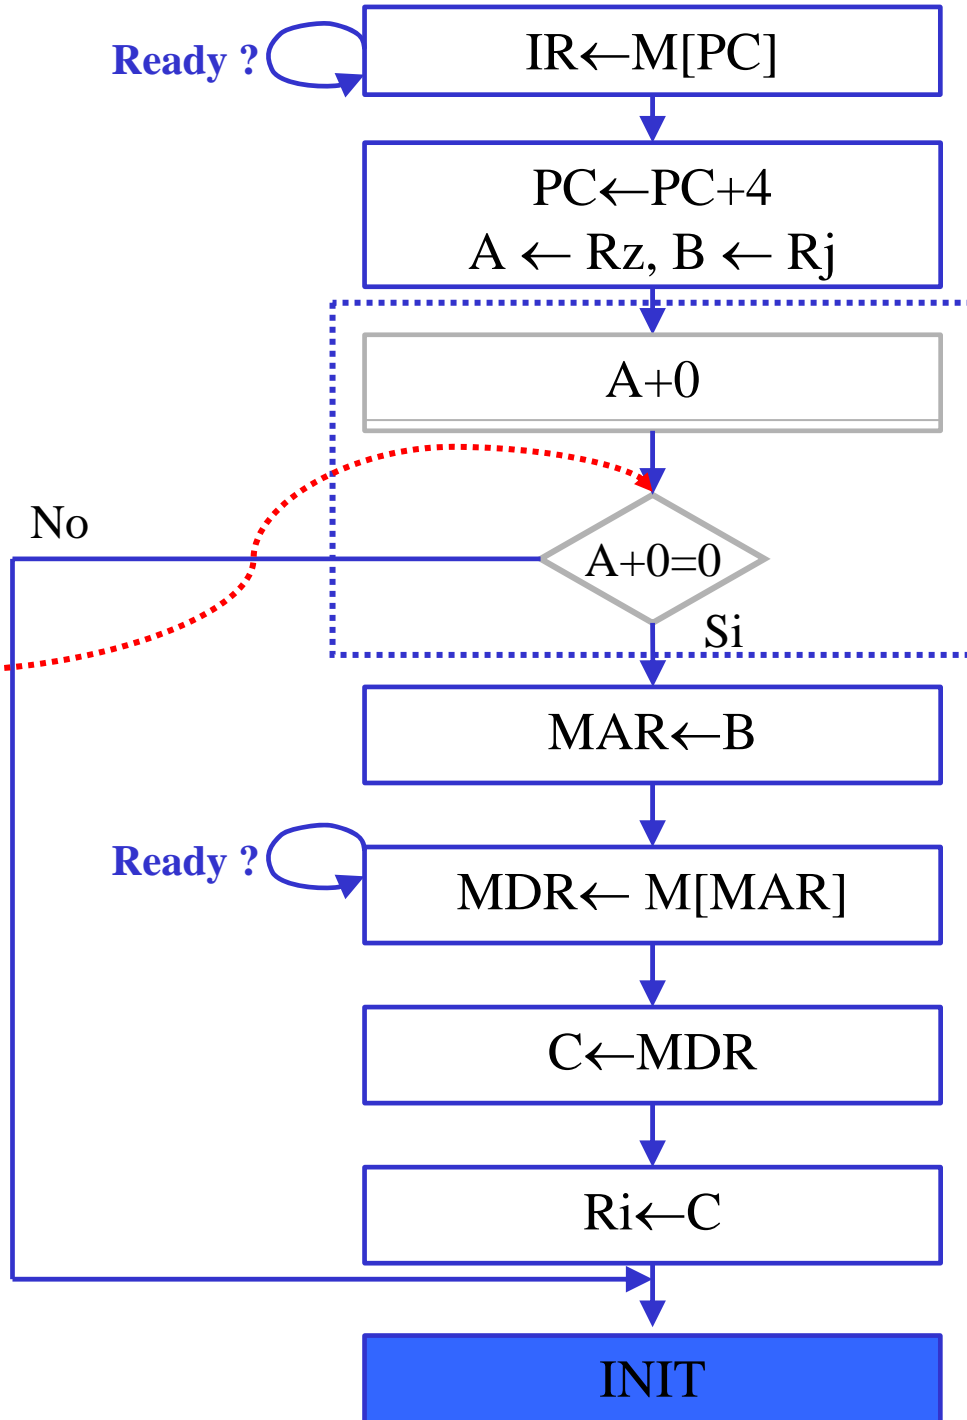 Ready ?
IR←M[PC]
PC←PC+4
A ← Rz, B ← Rj
A+0
No
A+0=0
Si
MAR←B
Ready ?
MDR← M[MAR]
C←MDR
Ri←C
INIT